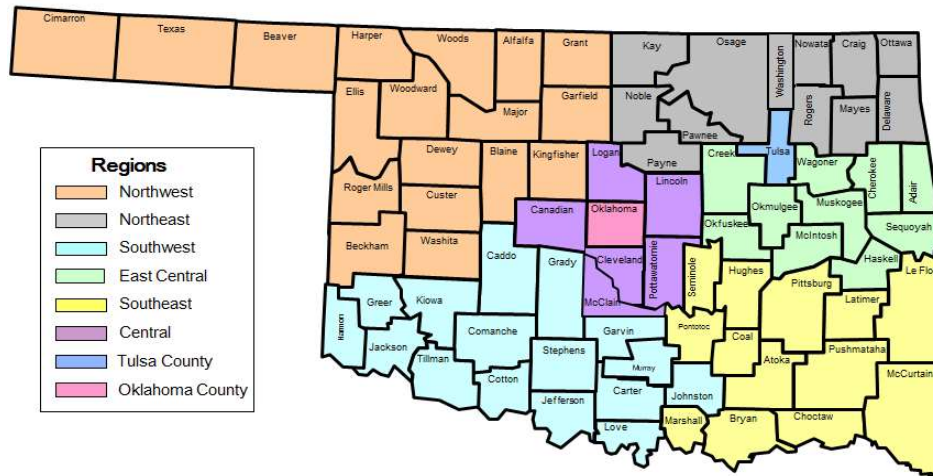 Cimarron
Texas
Beaver
Harper
Woods
Alfalfa
Grant
Kay
Osage
Washington
Nowata
Craig
Ottawa
Ellis
Woodward
Major
Garfield
Noble
Pawnee
Rogers
Mayes
Delaware
Dewey
Blaine
Kingfisher
Logan
Payne
Creek
Tulsa
Wagoner
Cherokee
Adair
Roger Mills
Custer
Canadian
Oklahoma
Lincoln
Okfuskee
Okmulgee
Muskogee
Sequoyah
Beckham
Washita
Caddo
Grady
Cleveland
McClain
Pottawatomie
Seminole
Hughes
McIntosh
Haskell
Pittsburg
Latimer
Le Flo
Greer
Kiowa
Harmon
Jackson
Tillman
Comanche
Cotton
Stephens
Jefferson
Garvin
Murray
Carter
Love
Pontotoc
Johnston
Marshall
Coal
Atoka
Bryan
Pushmataha
Choctaw
McCurtain
Regions
Northwest
Northeast
Southwest
East Central
Southeast
Central
Tulsa County
Oklahoma County